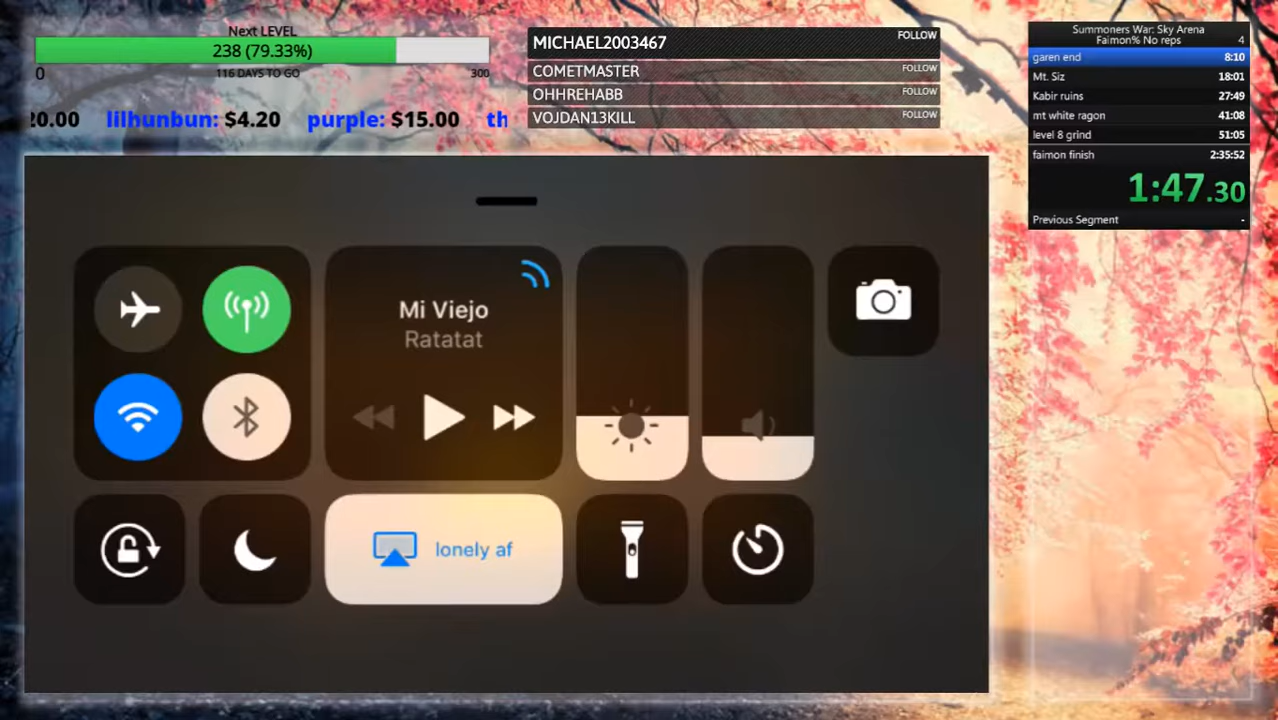 Next LEVEL
238 (79.33%)
0
116 DAYS TO GO
300
20.00 lilhunbun: $4.20 purple: $15.00 th
MICHAEL2003467 FOLLOW
COMETMASTER FOLLOW
OHHREHABB FOLLOW
VOJDAN13KILL FOLLOW
Summoners War: Sky Arena
Faimon% No reps 4
garen end 8:10
Mt. Siz 18:01
Kabir ruins 27:49
mt white ragon 41:08
level 8 grind 51:05
faimon finish 2:35:52
1:47.30
Previous Segment -
Mi Viejo
Ratatat
lonely af